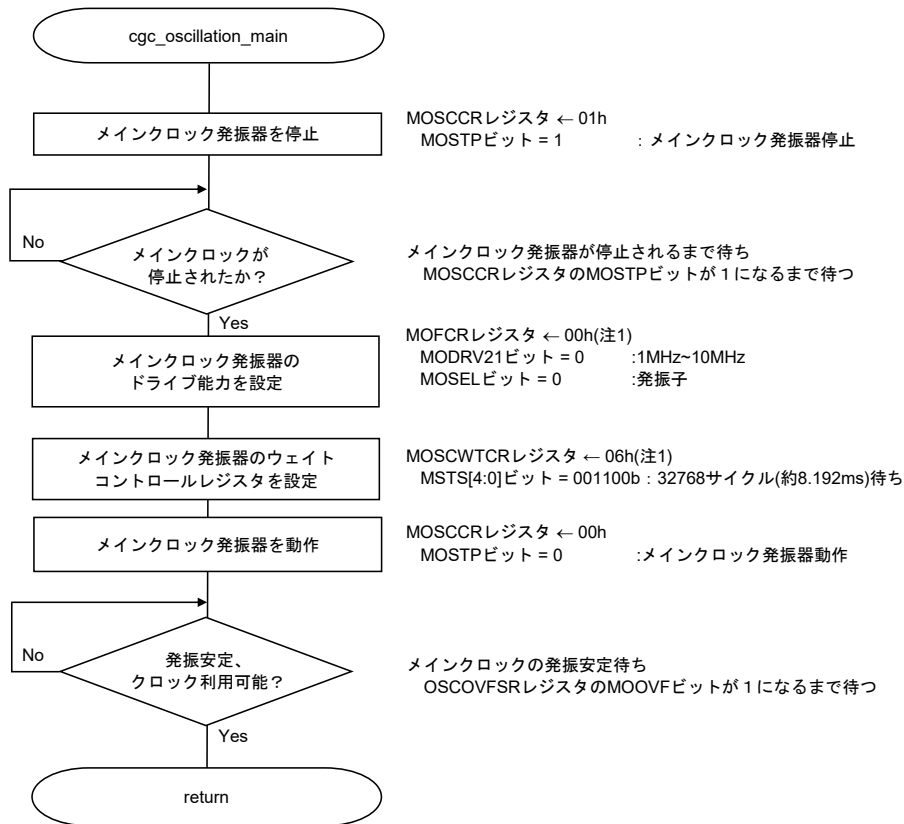 cgc_oscillation_main
メインクロック発振器を停止
MOSCCRレジスタ ← 01h
MOSTPビット = 1 : メインクロック発振器停止
No
メインクロックが
停止されたか？
メインクロック発振器が停止されるまで待ち
MOSCCRレジスタのMOSTPビットが１になるまで待つ
Yes
メインクロック発振器の
ドライブ能力を設定
MOFCRレジスタ ← 00h(注1)
MODRV21ビット = 0 :1MHz~10MHz
MOSELビット = 0 :発振子
メインクロック発振器のウェイト
コントロールレジスタを設定
MOSCWTCRレジスタ ← 06h(注1)
MSTS[4:0]ビット = 001100b : 32768サイクル(約8.192ms)待ち
メインクロック発振器を動作
MOSCCRレジスタ ← 00h
MOSTPビット = 0 :メインクロック発振器動作
No
発振安定、
クロック利用可能？
メインクロックの発振安定待ち
OSCOVFSRレジスタのMOOVFビットが１になるまで待つ
Yes
return